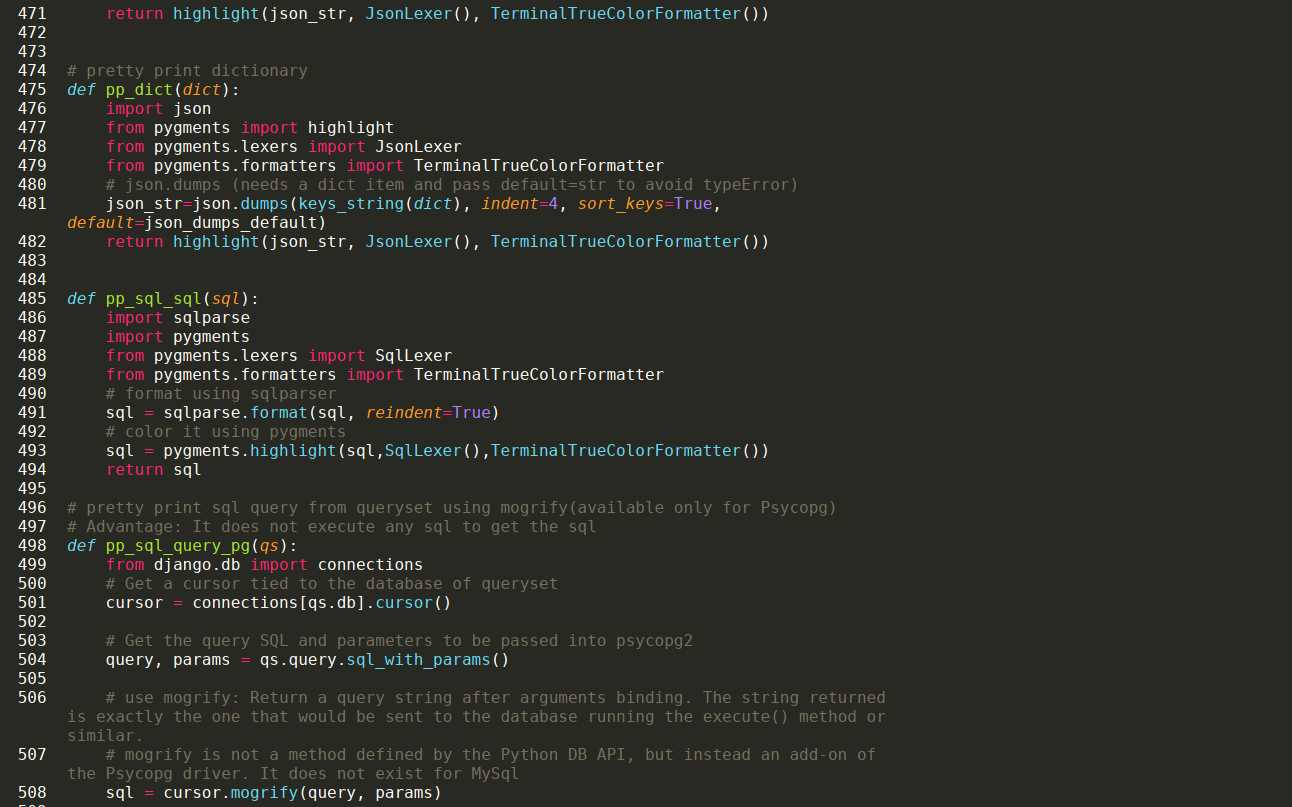 471 return highlight(json_str, JsonLexer(), TerminalTrueColorFormatter())
472
473
474 # pretty print dictionary
475 def pp_dict(dict):
476 import json
477 from pygments import highlight
478 from pygments.lexers import JsonLexer
479 from pygments.formatters import TerminalTrueColorFormatter
480 # json.dumps (needs a dict item and pass default=str to avoid typeError)
481 json_str=json.dumps(keys_string(dict), indent=4, sort_keys=True,
default=json_dumps_default)
482 return highlight(json_str, JsonLexer(), TerminalTrueColorFormatter())
483
484
485 def pp_sql_sql(sql):
486 import sqlparse
487 import pygments
488 from pygments.lexers import SqlLexer
489 from pygments.formatters import TerminalTrueColorFormatter
490 # format using sqlparser
491 sql = sqlparse.format(sql, reindent=True)
492 # color it using pygments
493 sql = pygments.highlight(sql,SqlLexer(),TerminalTrueColorFormatter())
494 return sql
495
496 # pretty print sql query from queryset using mogrify(available only for Psycopg)
497 # Advantage: It does not execute any sql to get the sql
498 def pp_sql_query_pg(qs):
499 from django.db import connections
500 # Get a cursor tied to the database of queryset
501 cursor = connections[qs.db].cursor()
502
503 # Get the query SQL and parameters to be passed into psycopg2
504 query, params = qs.query.sql_with_params()
505
506 # use mogrify: Return a query string after arguments binding. The string returned
is exactly the one that would be sent to the database running the execute() method or
similar.
507 # mogrify is not a method defined by the Python DB API, but instead an add-on of
the Psycopg driver. It does not exist for MySql
508 sql = cursor.mogrify(query, params)